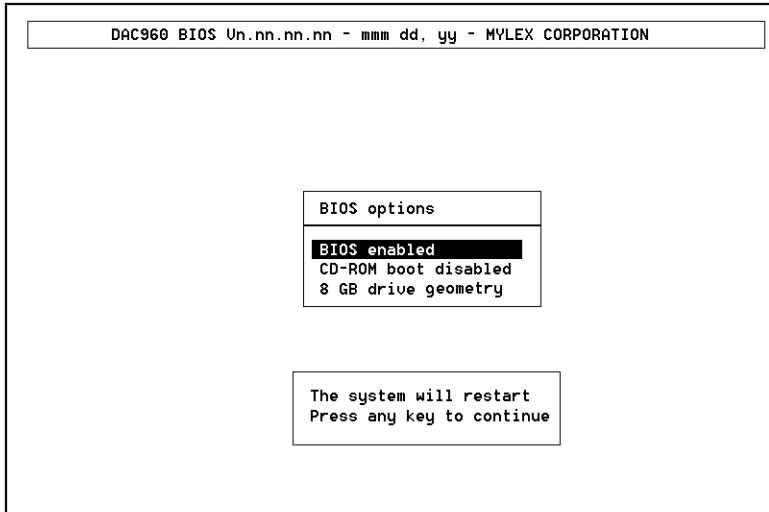 DAC960 BIOS Vn.nn.nn.nn - mmm dd, yy - MYLEX CORPORATION
BIOS options
BIOS enabled
CD-ROM boot disabled
8 GB drive geometry
The system will restart
Press any key to continue